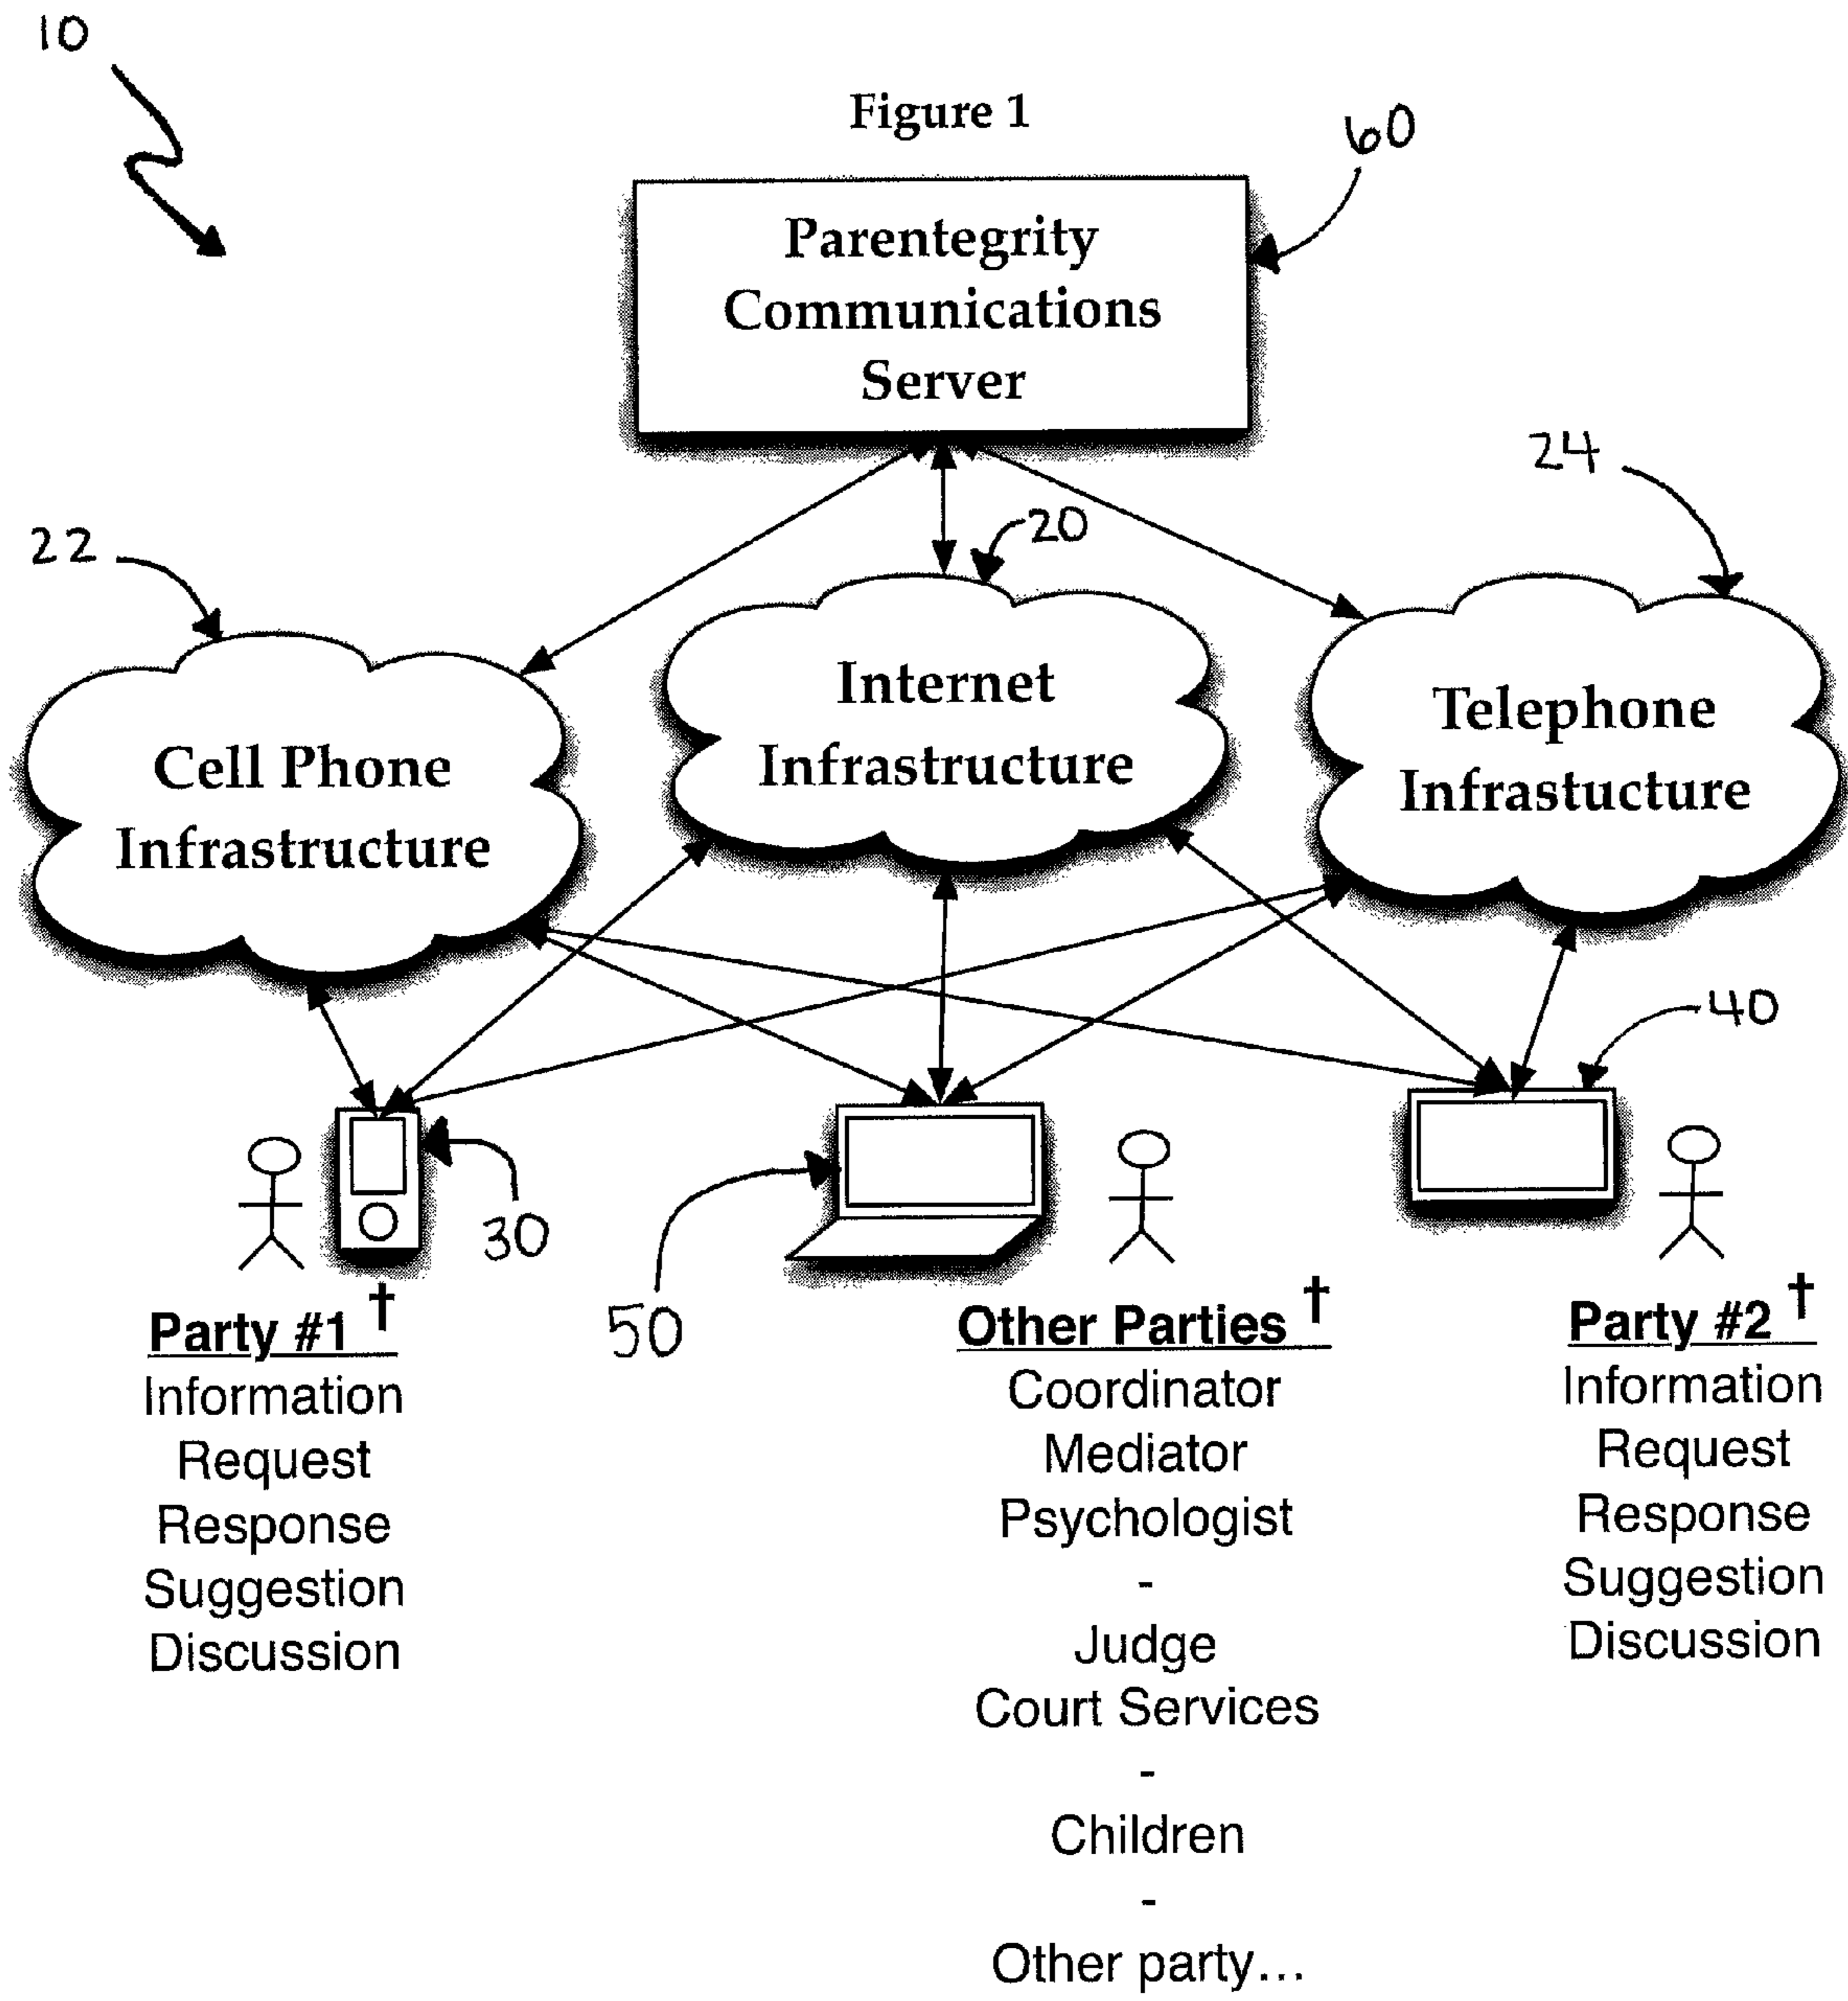 10
Figure 1
60
Parentegrity
Communications
Server
24
22
20
Cell Phone
Infrastructure
Internet
Infrastructure
Telephone
Infrastucture
40
30
50
Party #1 †
Information
Request
Response
Suggestion
Discussion
Other Parties †
Coordinator
Mediator
Psychologist
-
Judge
Court Services
-
Children
-
Other party...
Party #2 †
Information
Request
Response
Suggestion
Discussion